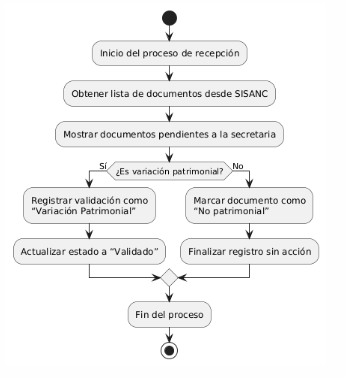 Inicio del proceso de recepción
Obtener lista de documentos desde SISANC
Mostrar documentos pendientes a la secretaria
Sí
¿Es variación patrimonial?
No
Registrar validación como
“Variación Patrimonial”
Marcar documento como
“No patrimonial”
Actualizar estado a “Validado”
Finalizar registro sin acción
Fin del proceso